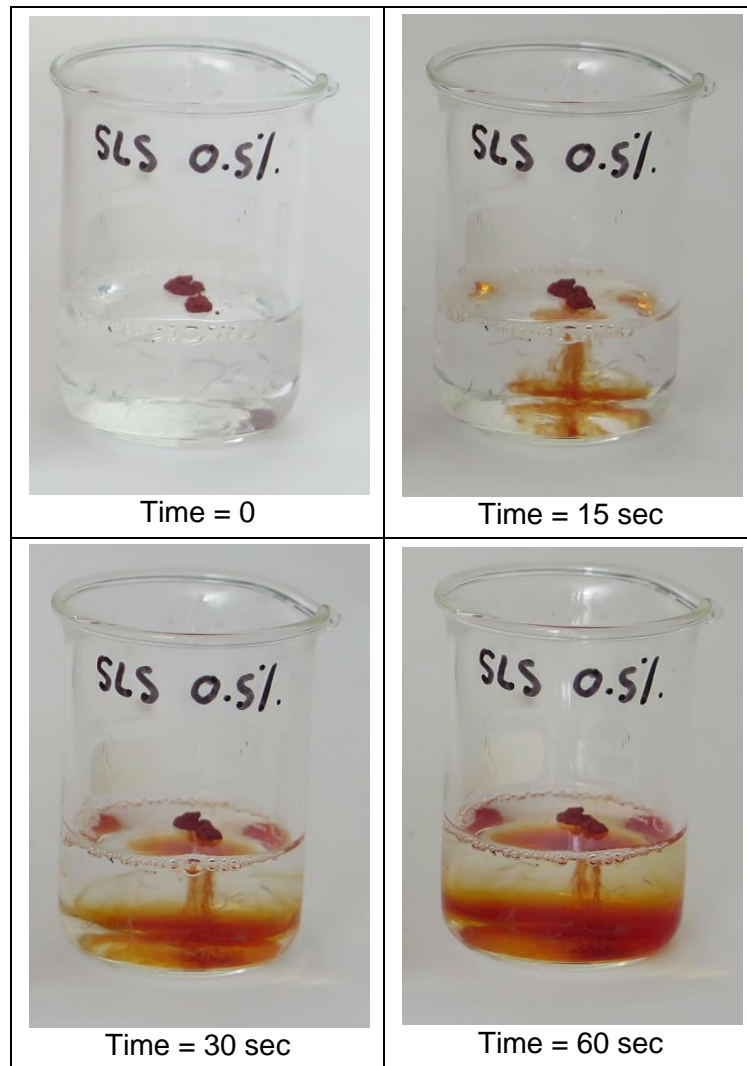 SLS 0.5%.
Time = 0
SLS 0.5%.
Time = 15 sec
SLS 0.5%.
Time = 30 sec
SLS 0.5%.
Time = 60 sec